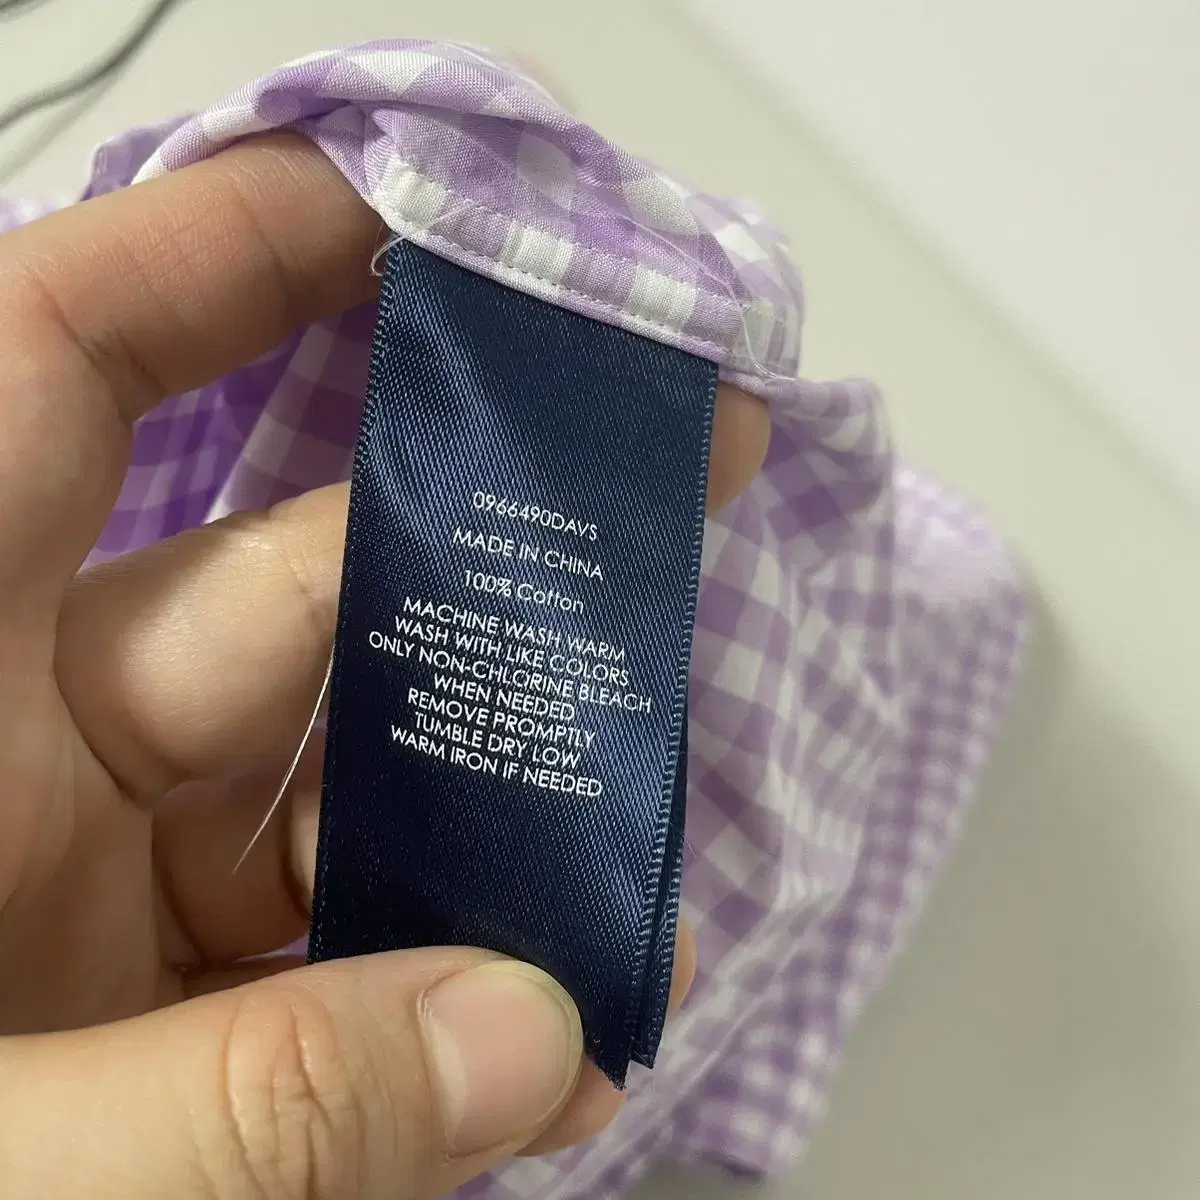 0966490DAVS
MADE IN CHINA
100% Cotton
MACHINE WASH WARM
WASH WITH LIKE COLORS
ONLY NON-CHLORINE BLEACH
WHEN NEEDED
REMOVE PROMPTLY
TUMBLE DRY LOW
WARM IRON IF NEEDED